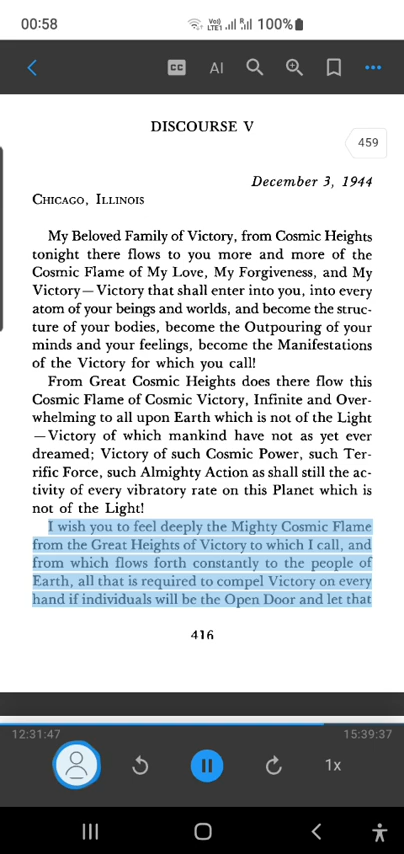 00:58
Vo)) LTE1 R 100%
CC AI
DISCOURSE V
459
December 3, 1944
CHICAGO, ILLINOIS
My Beloved Family of Victory, from Cosmic Heights
tonight there flows to you more and more of the
Cosmic Flame of My Love, My Forgiveness, and My
Victory—Victory that shall enter into you, into every
atom of your beings and worlds, and become the struc-
ture of your bodies, become the Outpouring of your
minds and your feelings, become the Manifestations
of the Victory for which you call!
From Great Cosmic Heights does there flow this
Cosmic Flame of Cosmic Victory, Infinite and Over-
whelming to all upon Earth which is not of the Light
—Victory of which mankind have not as yet ever
dreamed; Victory of such Cosmic Power, such Ter-
rific Force, such Almighty Action as shall still the ac-
tivity of every vibratory rate on this Planet which is
not of the Light!
I wish you to feel deeply the Mighty Cosmic Flame
from the Great Heights of Victory to which I call, and
from which flows forth constantly to the people of
Earth, all that is required to compel Victory on every
hand if individuals will be the Open Door and let that
416
12:31:47 15:39:37
1x